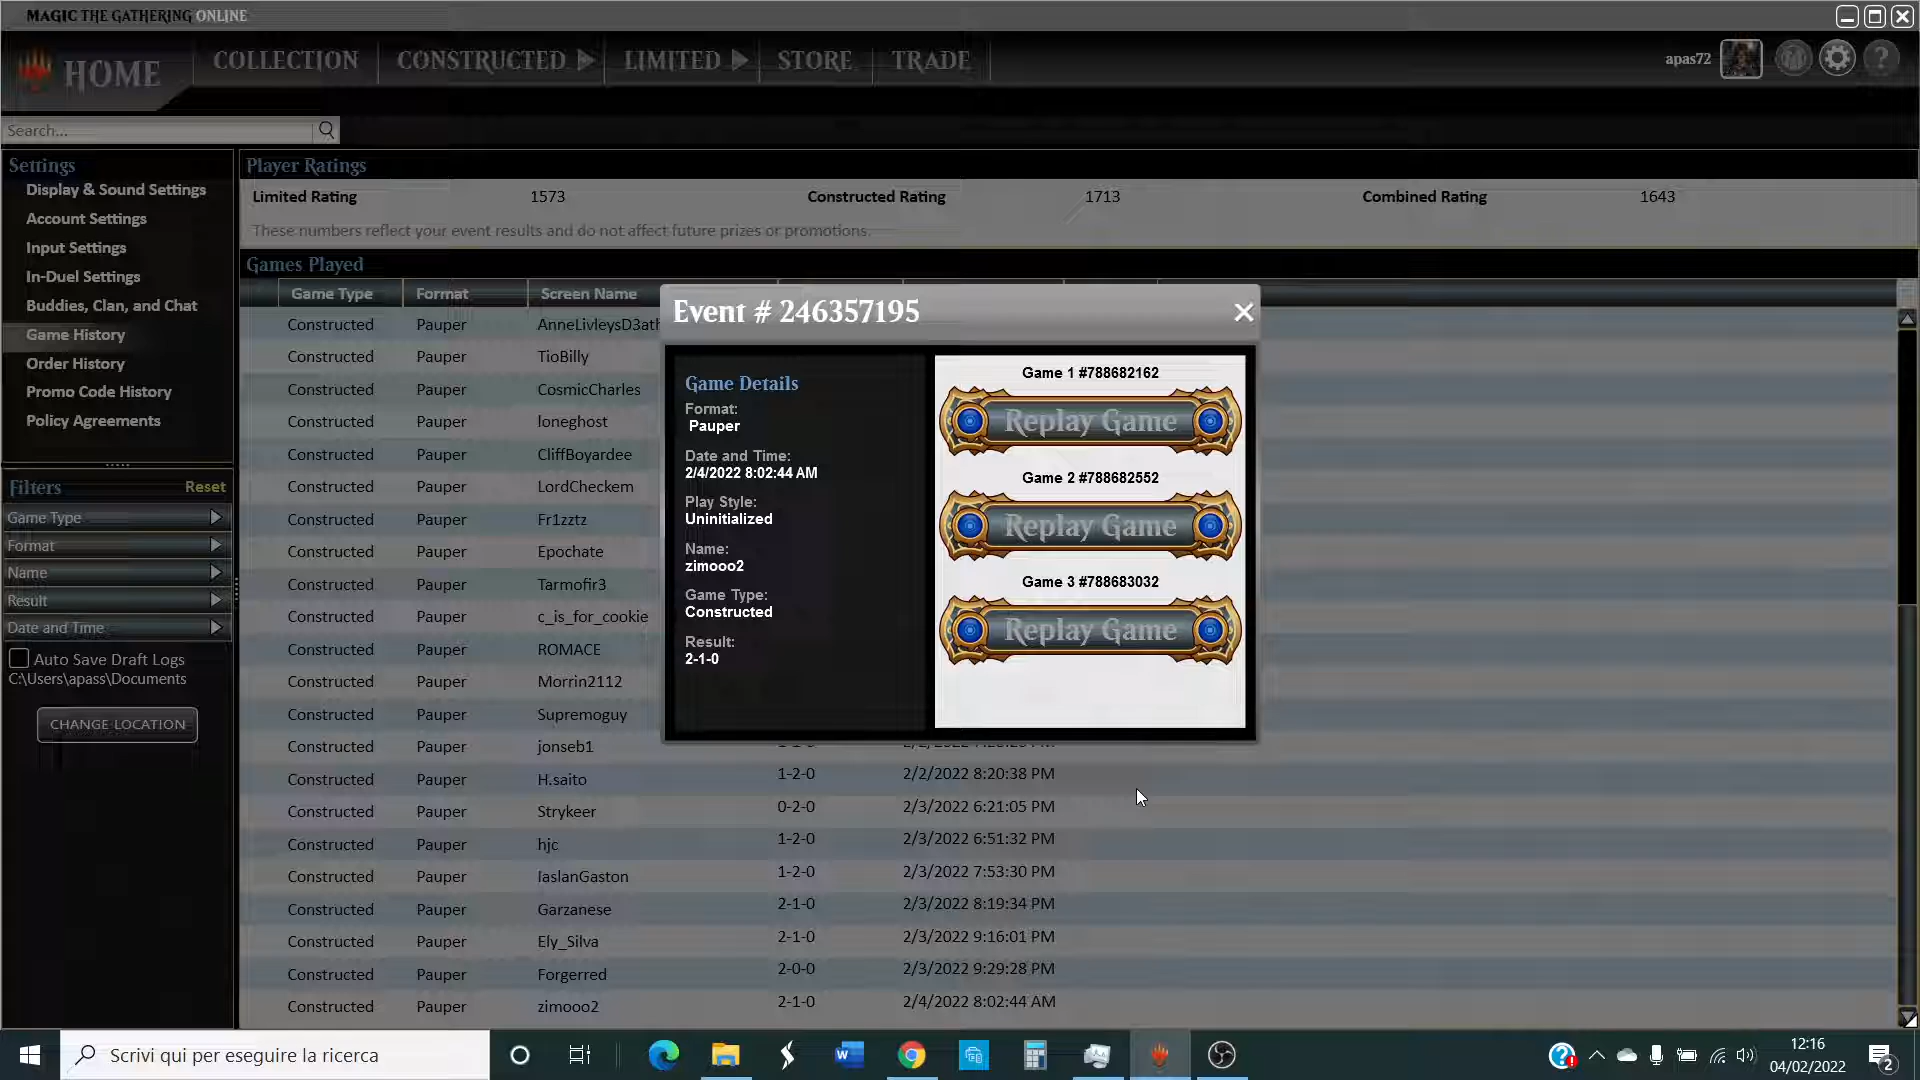 MAGIC THE GATHERING ONLINE
HOME
COLLECTION
CONSTRUCTED
LIMITED
STORE
TRADE
apas72
?
Search...
Settings
Display & Sound Settings
Account Settings
Input Settings
In-Duel Settings
Buddies, Clan, and Chat
Game History
Order History
Promo Code History
Policy Agreements
Filters Reset
Game Type
Format
Name
Result
Date and Time
Auto Save Draft Logs
C:\Users\apass\Documents
CHANGE LOCATION
Player Ratings
Limited Rating 1573 Constructed Rating 1713 Combined Rating 1643
These numbers reflect your event results and do not affect future prizes or promotions.
Games Played
Game Type Format Screen Name
Constructed Pauper
Constructed Pauper TioBilly
Constructed Pauper CosmicCharles
Constructed Pauper loneghost
Constructed Pauper CliffBoyardee
Constructed Pauper LordCheckem
Constructed Pauper Fr1zztz
Constructed Pauper Epochate
Constructed Pauper Tarmofir3
Constructed Pauper c_is_for_cookie
Constructed Pauper ROMACE
Constructed Pauper Morrin2112
Constructed Pauper Supremoguy
Constructed Pauper jonseb1
Constructed Pauper H.saito 1-2-0 2/2/2022 8:20:38 PM
Constructed Pauper Strykeer 0-2-0 2/3/2022 6:21:05 PM
Constructed Pauper hjc 1-2-0 2/3/2022 6:51:32 PM
Constructed Pauper 1-2-0 2/3/2022 7:53:30 PM
Constructed Pauper Garzanese 2-1-0 2/3/2022 8:19:34 PM
Constructed Pauper Ely_Silva 2-1-0 2/3/2022 9:16:01 PM
Constructed Pauper Forgerred 2-0-0 2/3/2022 9:29:28 PM
Constructed Pauper zimooo2 2-1-0 2/4/2022 8:02:44 AM
Event # 246357195
Game Details
Format:
Pauper
Date and Time:
2/4/2022 8:02:44 AM
Play Style:
Uninitialized
Name:
zimooo2
Game Type:
Constructed
Result:
2-1-0
Game 1 #788682162
Replay Game
Game 2 #788682552
Replay Game
Game 3 #788683032
Replay Game
Scrivi qui per eseguire la ricerca
12:16
04/02/2022
2